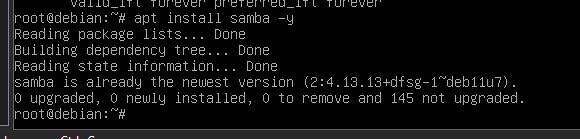 valid_lft forever preferred_lft forever
root@debian:~# apt install samba -y
Reading package lists... Done
Building dependency tree... Done
Reading state information... Done
samba is already the newest version (2:4.13.13+dfsg-1~deb11u7).
0 upgraded, 0 newly installed, 0 to remove and 145 not upgraded.
root@debian:~#